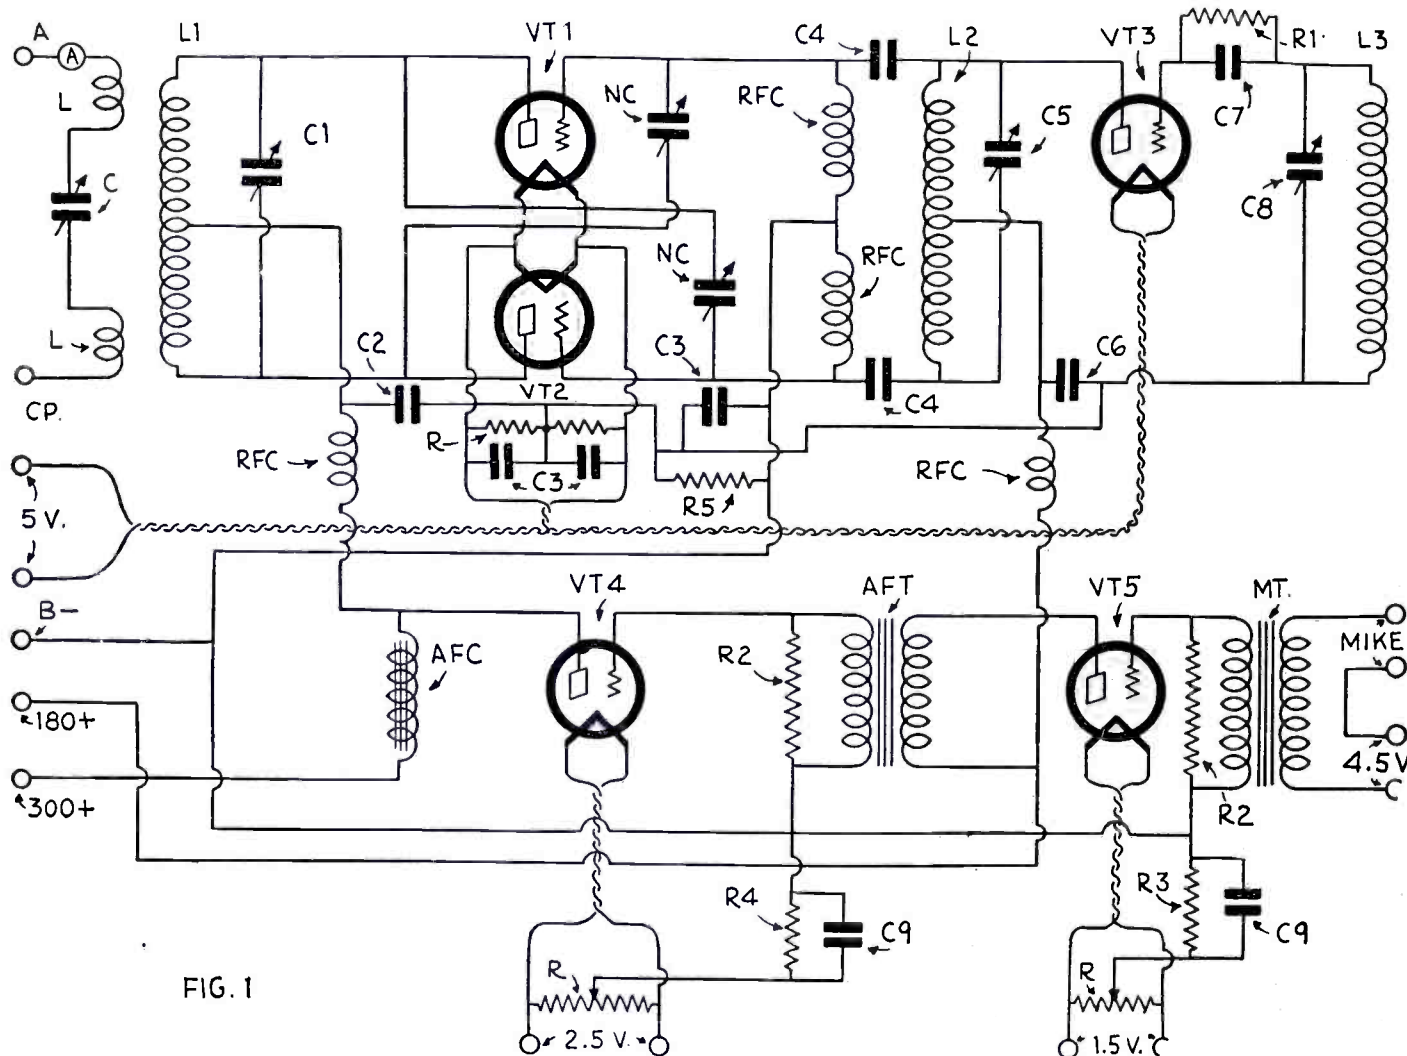 A
A
L
C
L
CP.
L1
C1
VT1
NC
C4
RFC
L2
C5
VT3
R1
C7
L3
C8
NC
RFC
C2
VT2
C3
C4
C6
R
C3
R5
RFC
RFC
5 V.
B-
180+
300+
AFC
VT4
R2
AFT
VT5
MT.
MIKE
4.5V
R2
R4
C9
R3
C9
R
2.5 V.
R
1.5 V.
FIG. 1